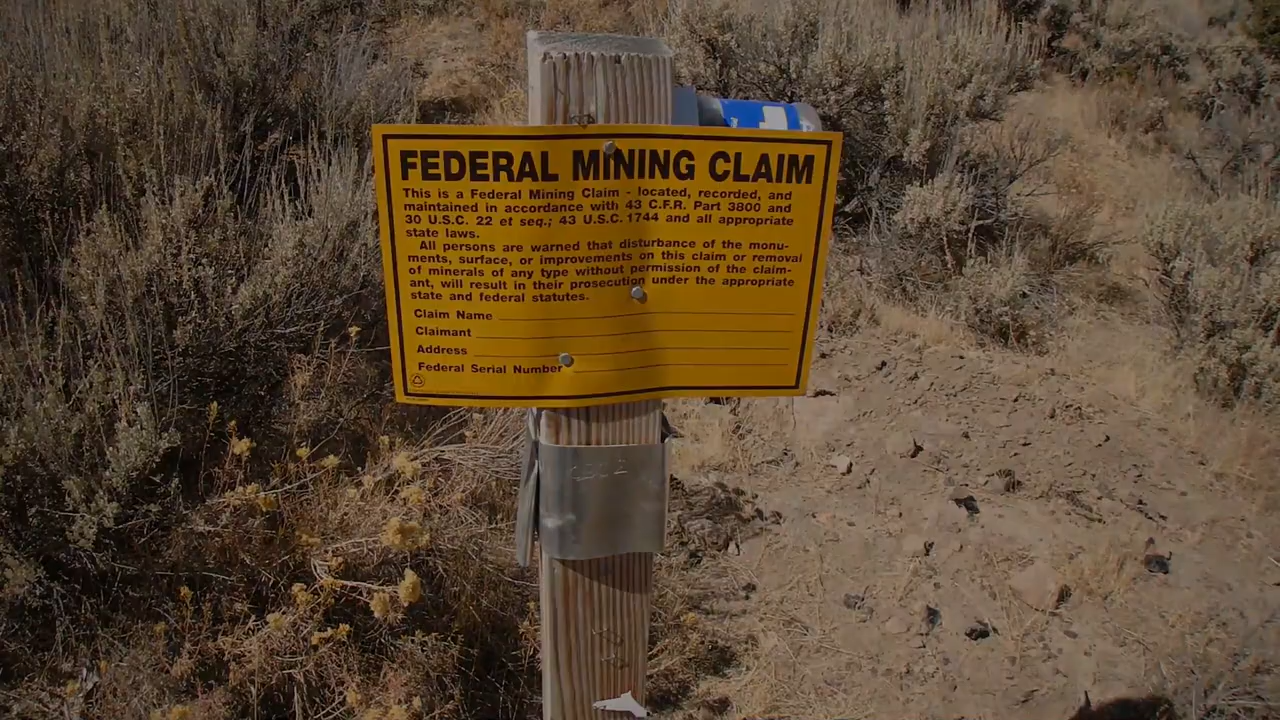 FEDERAL MINING CLAIM
This is a Federal Mining Claim - located, recorded, and
maintained in accordance with 43 C.F.R. Part 3800 and
30 U.S.C. 22 et seq.; 43 U.S.C. 1744 and all appropriate
state laws.
All persons are warned that disturbance of the monu-
ments, surface, or improvements on this claim or removal
of minerals of any type without permission of the claim-
ant, will result in their prosecution under the appropriate
state and federal statutes.
Claim Name
Claimant
Address
Federal Serial Number